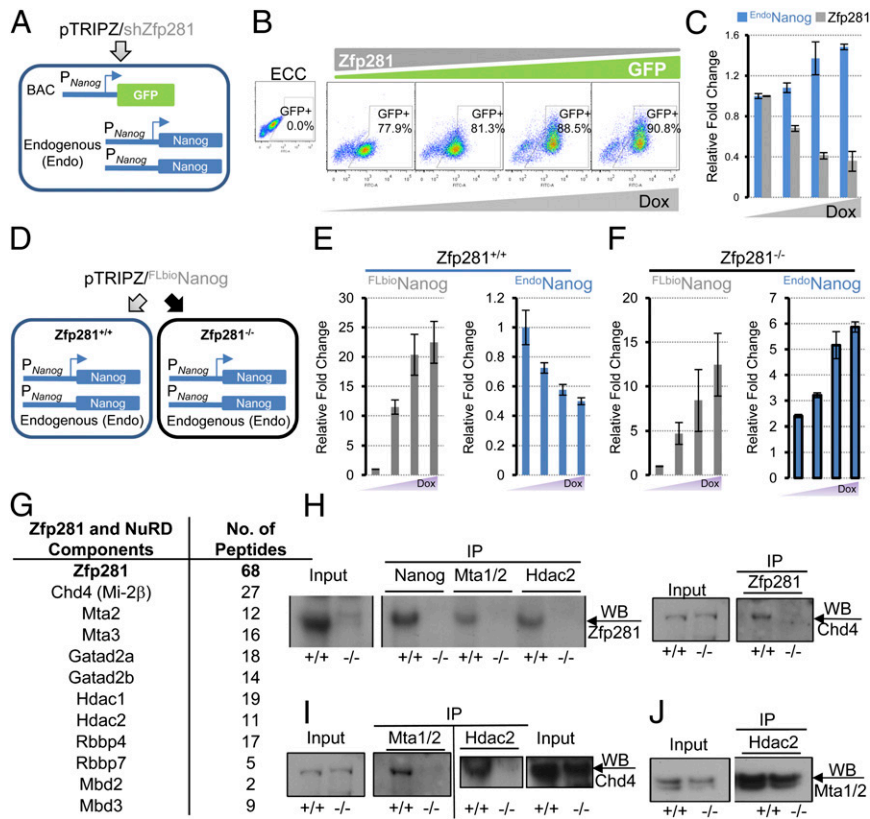 A
pTRIPZ/shZfp281
BAC PNanog GFP
Endogenous (Endo)
PNanog Nanog
PNanog Nanog
B
Zfp281
GFP
ECC
GFP+ 0.0%
GFP+ 77.9%
GFP+ 81.3%
GFP+ 88.5%
GFP+ 90.8%
FITC-A
Dox
C
EndoNanog Zfp281
Relative Fold Change
1.6
1.2
0.8
0.4
0
Dox
D
pTRIPZ/FLbioNanog
Zfp281+/+
PNanog Nanog
PNanog Nanog
Endogenous (Endo)
Zfp281-/-
PNanog Nanog
PNanog Nanog
Endogenous (Endo)
E
Zfp281+/+
FLbioNanog
Relative Fold Change
30
25
20
15
10
5
0
Dox
EndoNanog
Relative Fold Change
1.2
1
0.8
0.6
0.4
0.2
0
Dox
F
Zfp281-/-
FLbioNanog
Relative Fold Change
20
15
10
5
0
Dox
EndoNanog
Relative Fold Change
7
6
5
4
3
2
1
0
Dox
G
Zfp281 and NuRD Components No. of Peptides
Zfp281 68
Chd4 (Mi-2β) 27
Mta2 12
Mta3 16
Gatad2a 18
Gatad2b 14
Hdac1 19
Hdac2 11
Rbbp4 17
Rbbp7 5
Mbd2 2
Mbd3 9
H
IP
Input Nanog Mta1/2 Hdac2
WB
Zfp281
+/+ -/- +/+ -/- +/+ -/- +/+ -/-
IP
Input Zfp281
WB
Chd4
+/+ -/- +/+ -/-
I
IP
Input Mta1/2 Hdac2 Input
WB
Chd4
+/+ -/- +/+ -/- +/+ -/- +/+ -/-
J
IP
Input Hdac2
WB
Mta1/2
+/+ -/- +/+ -/-